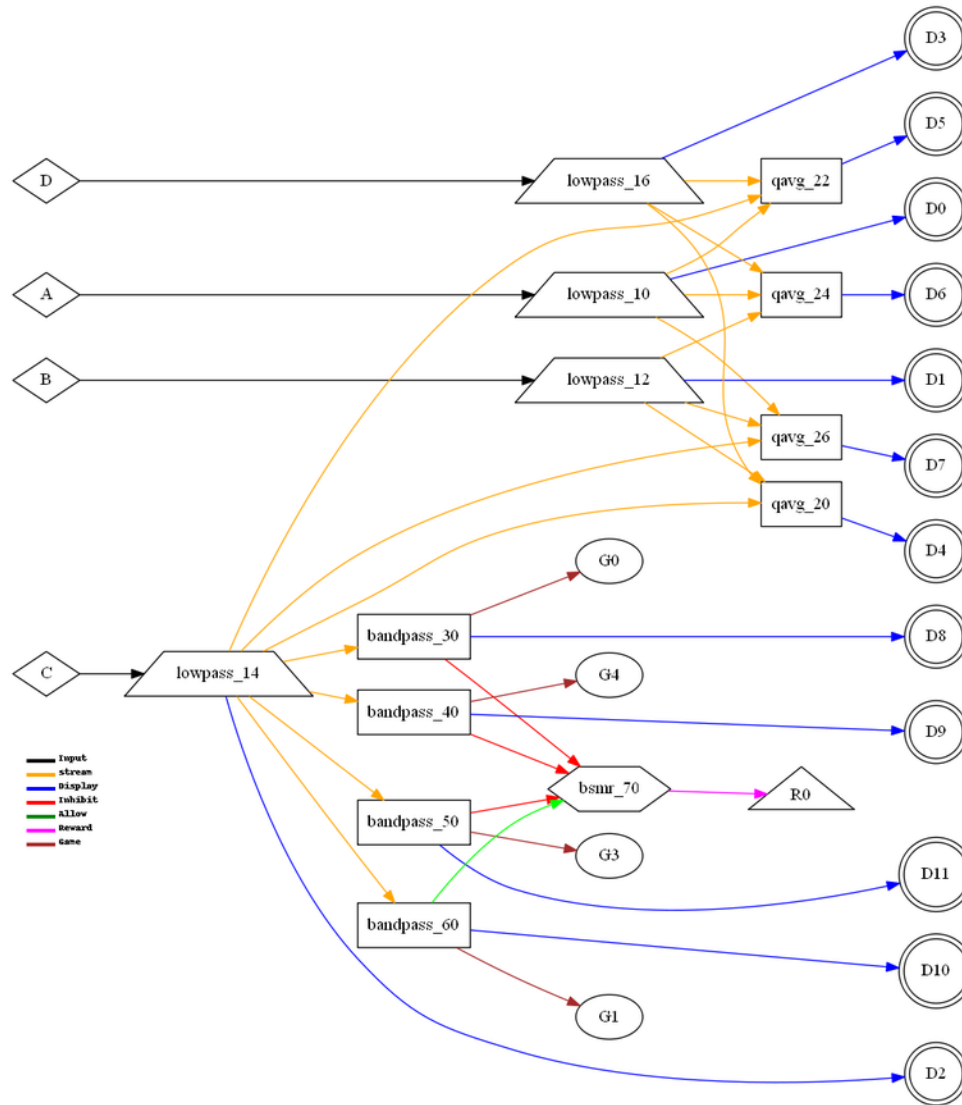 D3
D5
D
lowpass_16
qavg_22
D0
A
lowpass_10
qavg_24
D6
B
lowpass_12
D1
qavg_26
D7
qavg_20
D4
G0
bandpass_30
D8
C
lowpass_14
G4
bandpass_40
D9
Input
stream
Display
Inhibit
Allow
Reward
Game
bsmr_70
R0
bandpass_50
G3
D11
bandpass_60
D10
G1
D2